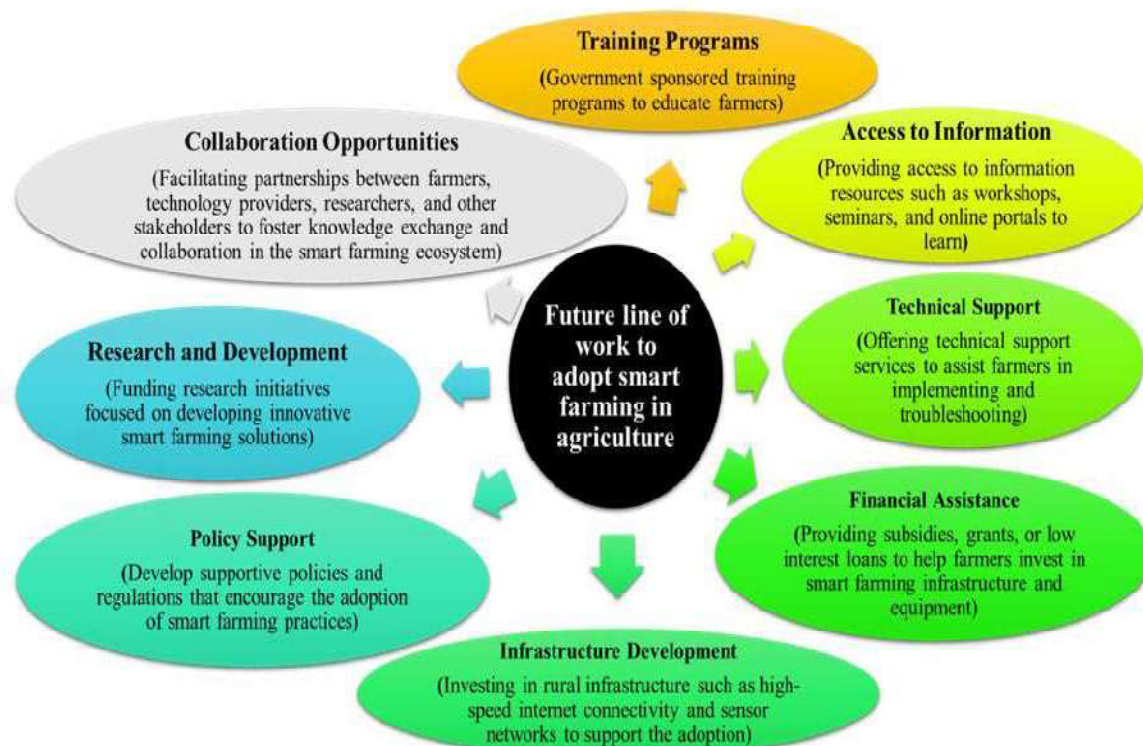 Training Programs
(Government sponsored training
programs to educate farmers)
Collaboration Opportunities
(Facilitating partnerships between farmers,
technology providers, researchers, and other
stakeholders to foster knowledge exchange and
collaboration in the smart farming ecosystem)
Access to Information
(Providing access to information
resources such as workshops,
seminars, and online portals to
learn)
Future line of
work to
adopt smart
farming in
agriculture
Technical Support
(Offering technical support
services to assist farmers in
implementing and
troubleshooting)
Research and Development
(Funding research initiatives
focused on developing innovative
smart farming solutions)
Financial Assistance
(Providing subsidies, grants, or low
interest loans to help farmers invest in
smart farming infrastructure and
equipment)
Policy Support
(Develop supportive policies and
regulations that encourage the adoption
of smart farming practices)
Infrastructure Development
(Investing in rural infrastructure such as high-
speed internet connectivity and sensor
networks to support the adoption)